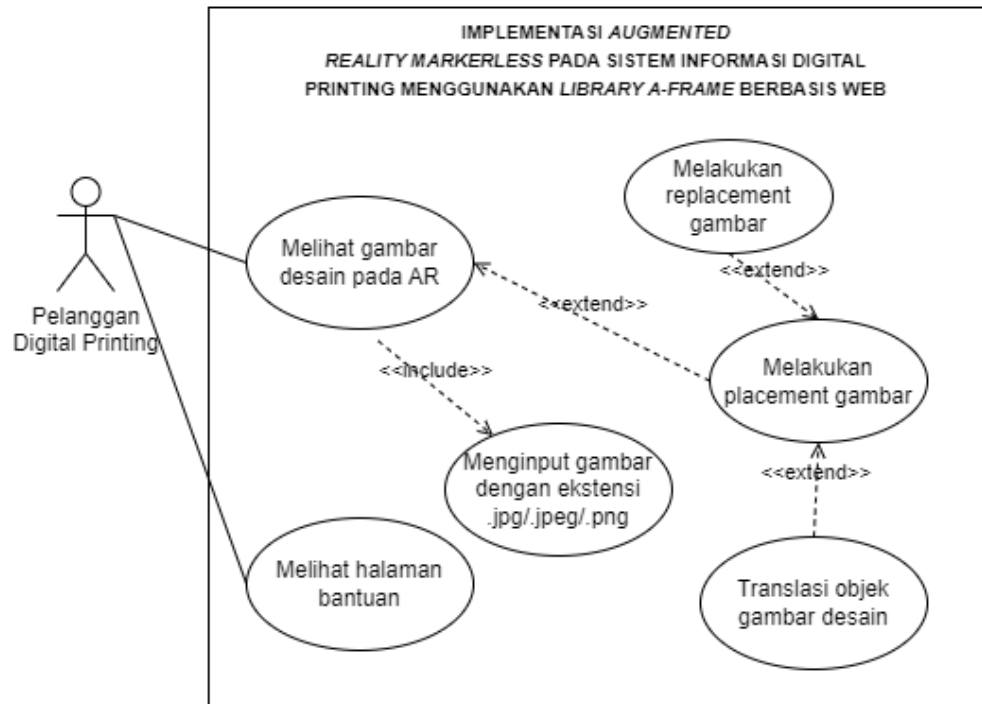 IMPLEMENTASI AUGMENTED
REALITY MARKERLESS PADA SISTEM INFORMASI DIGITAL
PRINTING MENGGUNAKAN LIBRARY A-FRAME BERBASIS WEB
Melakukan
replacement
gambar
<<extend>>
Melihat gambar
desain pada AR
<<extend>>
Pelanggan
Digital Printing
<<include>>
Melakukan
placement gambar
Menginput gambar
dengan ekstensi
.jpg/.jpeg/.png
<<extend>>
Melihat halaman
bantuan
Translasi objek
gambar desain